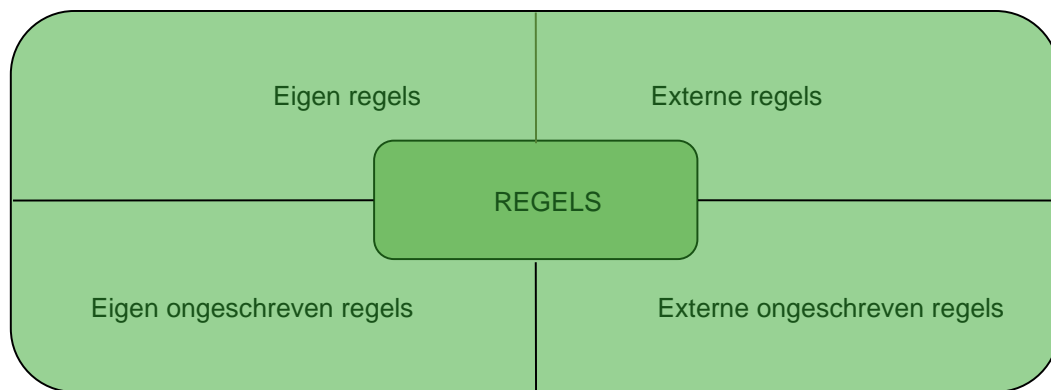 Eigen regels
Externe regels
REGELS
Eigen ongeschreven regels
Externe ongeschreven regels